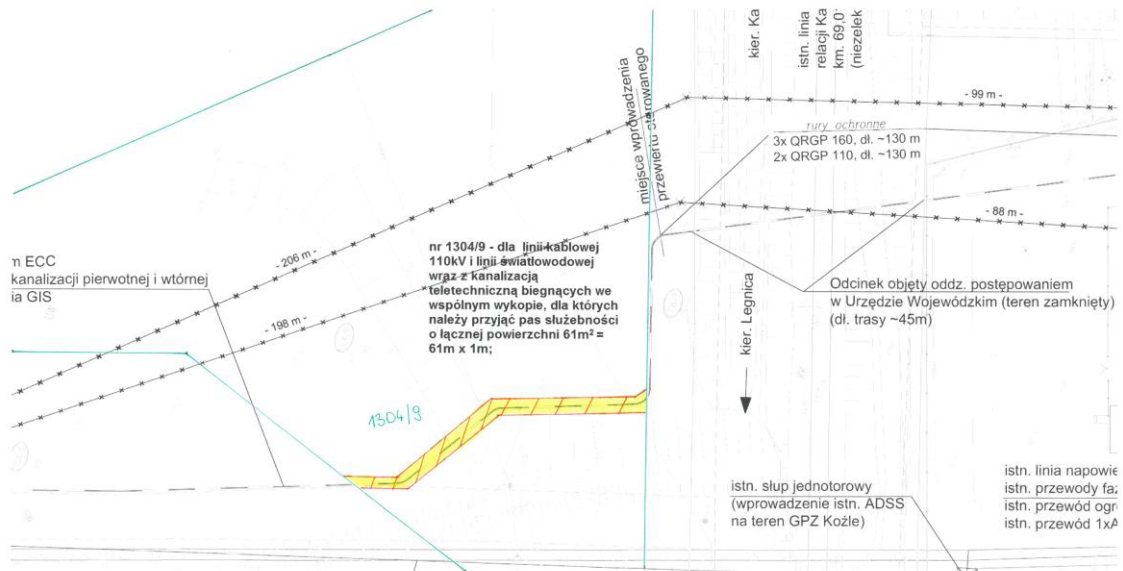 kier. Ka
istn. linia
relacji Ka
km. 69,0
(niezelek
miejsce wprowadzenia
przewiertu sterowanego
- 99 m -
rury ochronne
3x QRGP 160, dł. ~130 m
2x QRGP 110, dł. ~130 m
- 88 m -
- 206 m -
- 198 m -
m ECC
kanalizacji pierwotnej i wtórnej
ia GIS
nr 1304/9 - dla linii kablowej
110kV i linii światłowodowej
wraz z kanalizacją
teletechniczną biegnących we
wspólnym wykopie, dla których
należy przyjąć pas służebności
o łącznej powierzchni 61m² =
61m x 1m;
Odcinek objęty oddz. postępowaniem
w Urzędzie Wojewódzkim (teren zamknięty)
(dł. trasy ~45m)
kier. Legnica
1304/9
istn. słup jednotorowy
(wprowadzenie istn. ADSS
na teren GPZ Koźle)
istn. linia napowie
istn. przewody faz
istn. przewód ogr
istn. przewód 1xA